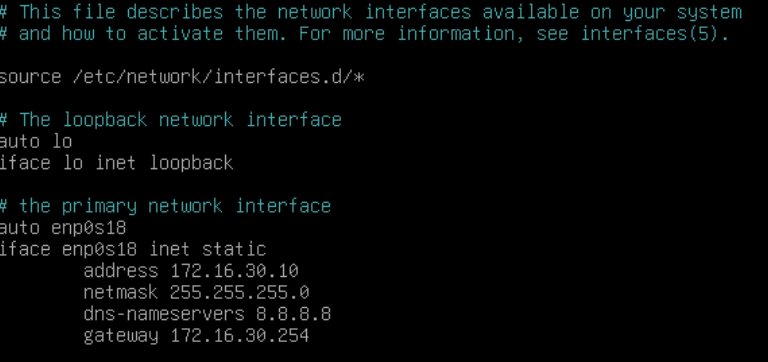 # This file describes the network interfaces available on your system
# and how to activate them. For more information, see interfaces(5).
source /etc/network/interfaces.d/*
# The loopback network interface
auto lo
iface lo inet loopback
# the primary network interface
auto enp0s18
iface enp0s18 inet static
address 172.16.30.10
netmask 255.255.255.0
dns-nameservers 8.8.8.8
gateway 172.16.30.254